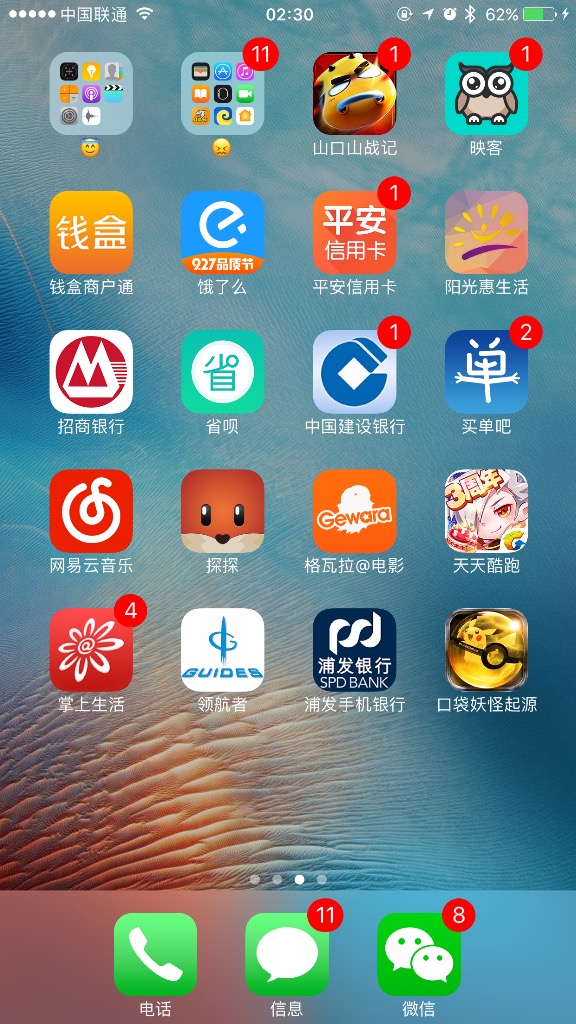 中国联通 02:30 62%
11 1 1
😇 😖 山口山战记 映客
钱盒 平安 信用卡 1
9.27品质节
钱盒商户通 饿了么 平安信用卡 阳光惠生活
省 1 单 2
招商银行 省呗 中国建设银行 买单吧
Gewara 3周年
网易云音乐 探探 格瓦拉@电影 天天酷跑
4 @ GUIDES 浦发银行 SPD BANK
掌上生活 领航者 浦发手机银行 口袋妖怪起源
11 8
电话 信息 微信